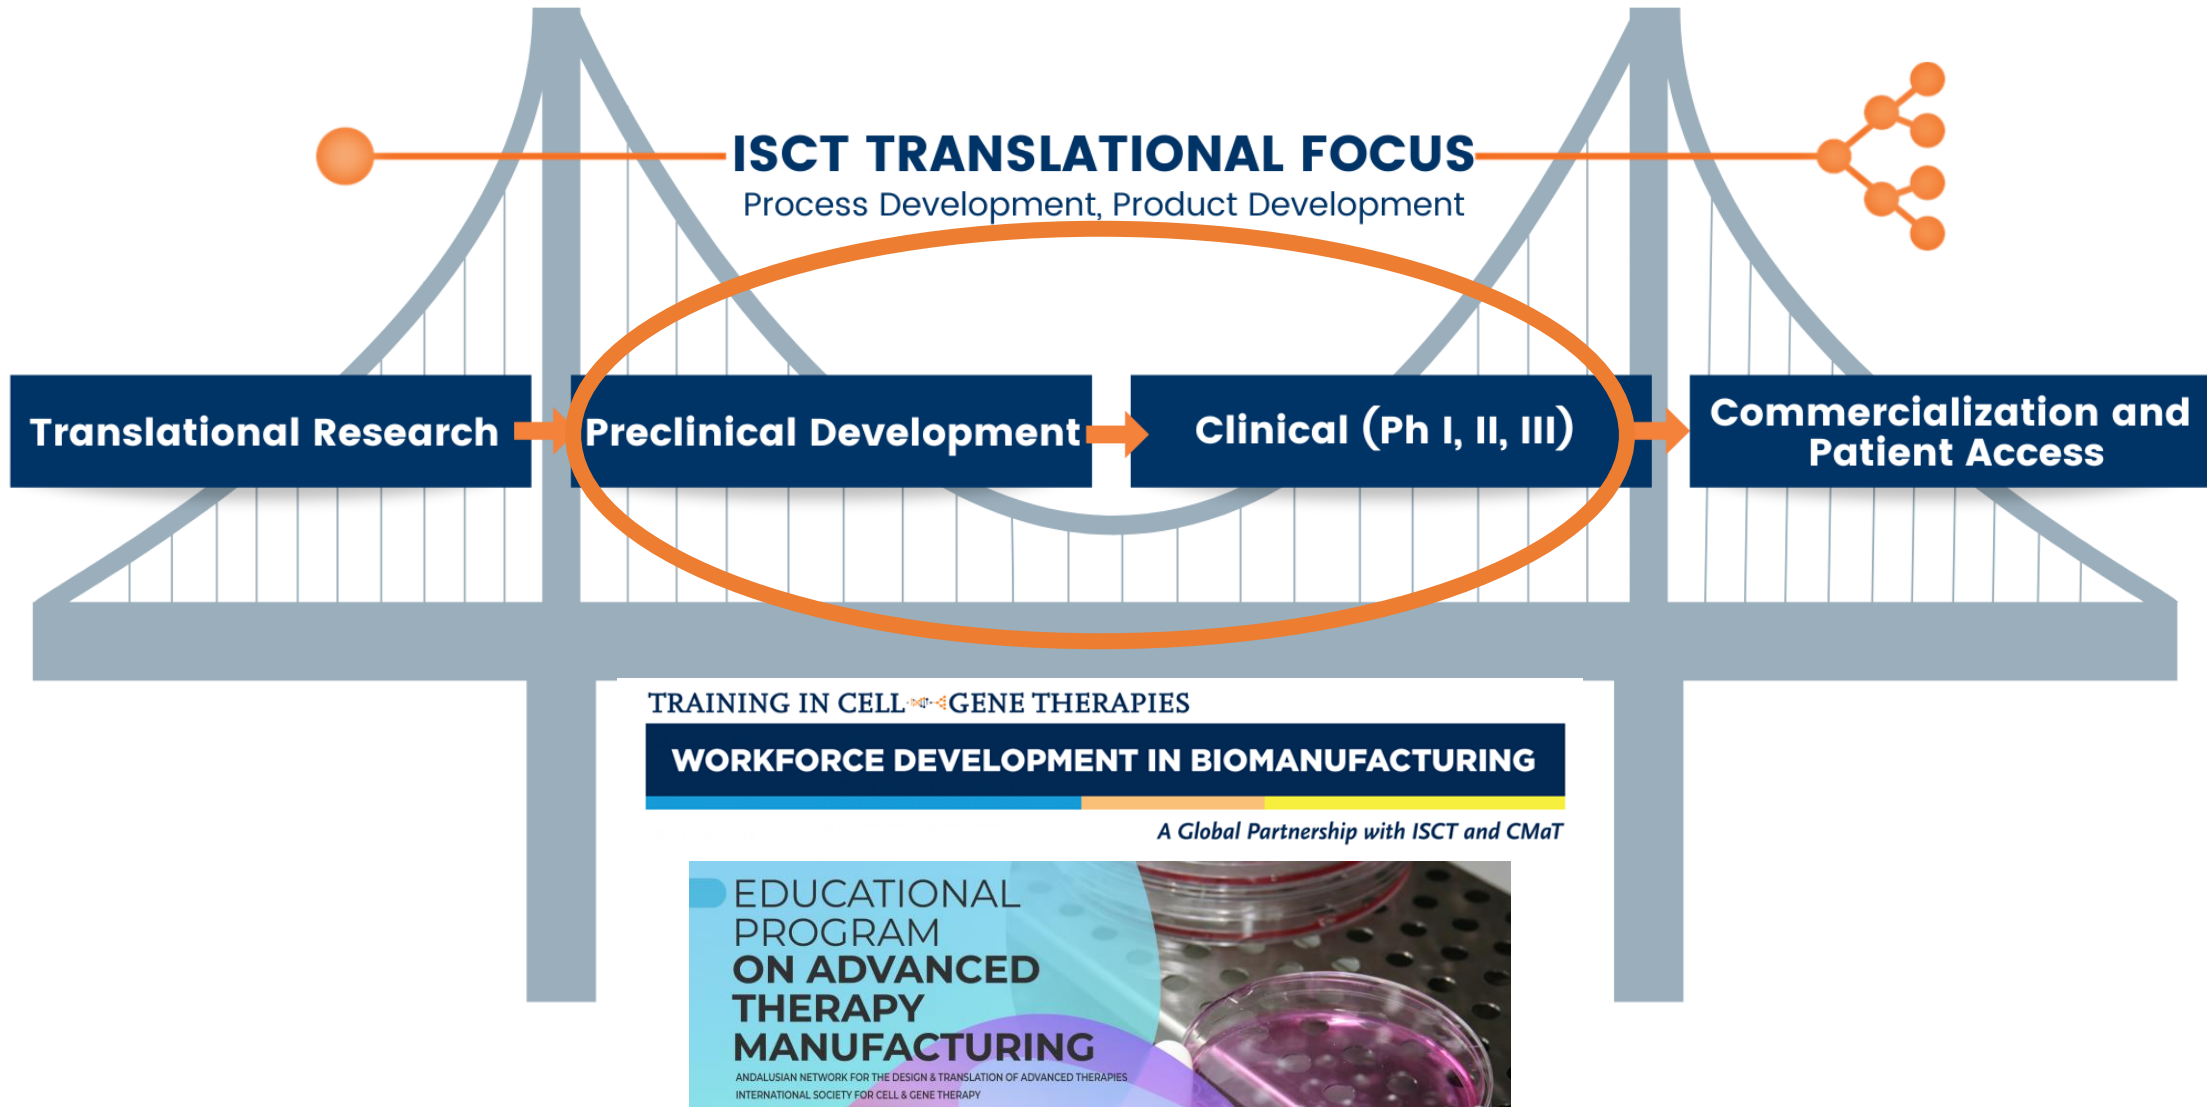 ISCT TRANSLATIONAL FOCUS
Process Development, Product Development
Translational Research
Preclinical Development
Clinical (Ph I, II, III)
Commercialization and
Patient Access
TRAINING IN CELL GENE THERAPIES
WORKFORCE DEVELOPMENT IN BIOMANUFACTURING
A Global Partnership with ISCT and CMaT
EDUCATIONAL
PROGRAM
ON ADVANCED
THERAPY
MANUFACTURING
ANDALUSIAN NETWORK FOR THE DESIGN & TRANSLATION OF ADVANCED THERAPIES
INTERNATIONAL SOCIETY FOR CELL & GENE THERAPY